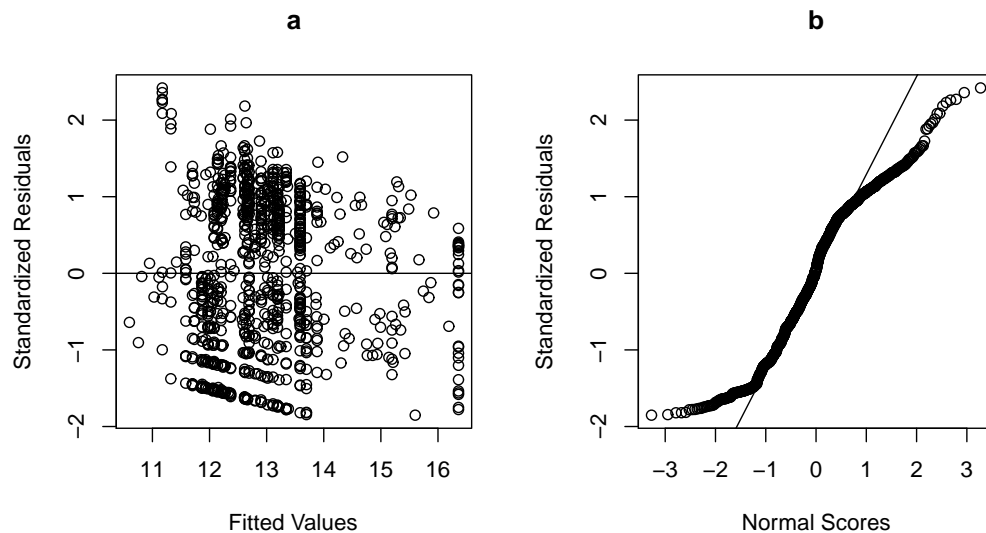 a
Standardized Residuals
2
1
0
−1
−2
11 12 13 14 15 16
Fitted Values
b
Standardized Residuals
2
1
0
−1
−2
−3 −2 −1 0 1 2 3
Normal Scores